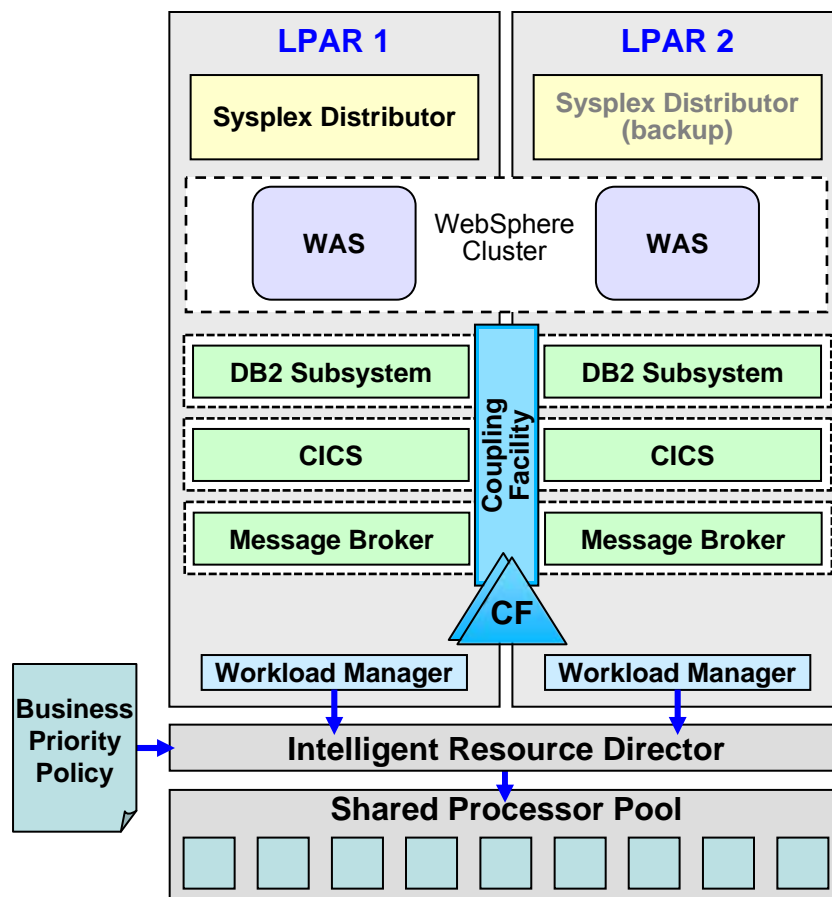 LPAR 1
LPAR 2
Sysplex Distributor
Sysplex Distributor
(backup)
WAS
WebSphere
Cluster
WAS
DB2 Subsystem
DB2 Subsystem
CICS
CICS
Message Broker
Message Broker
Coupling
Facility
CF
Workload Manager
Workload Manager
Business
Priority
Policy
Intelligent Resource Director
Shared Processor Pool